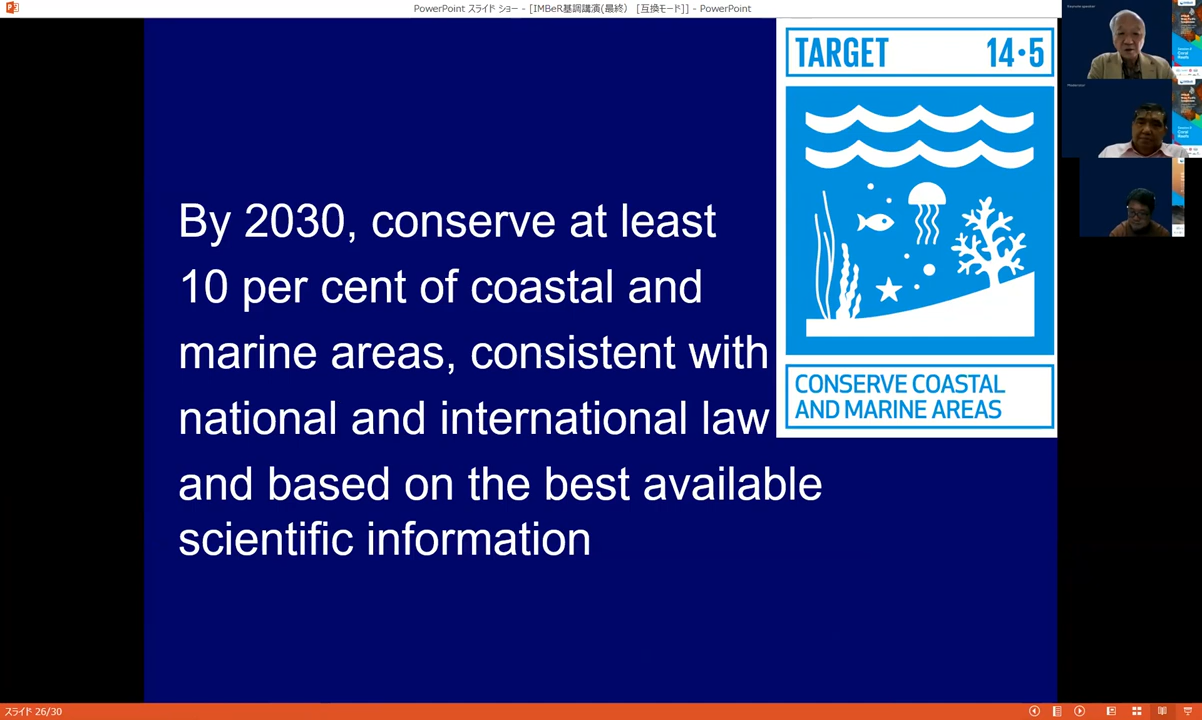 PowerPoint スライド ショー - [IMBeR基調講演(最終) [互換モード]] - PowerPoint
TARGET 14·5
By 2030, conserve at least
10 per cent of coastal and
marine areas, consistent with
national and international law
and based on the best available
scientific information
CONSERVE COASTAL
AND MARINE AREAS
スライド 26/30